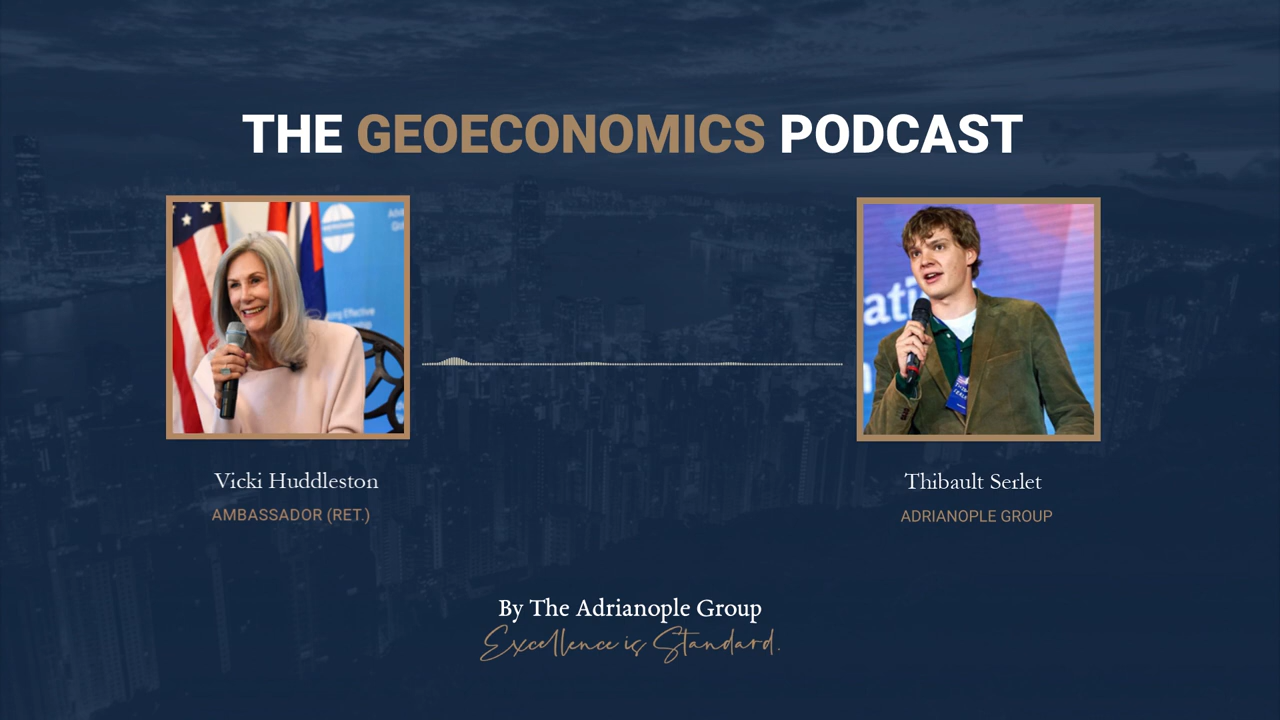 THE GEOECONOMICS PODCAST
Vicki Huddleston
AMBASSADOR (RET.)
Thibault Serlet
ADRIANOPLE GROUP
By The Adrianople Group
Excellence is Standard.